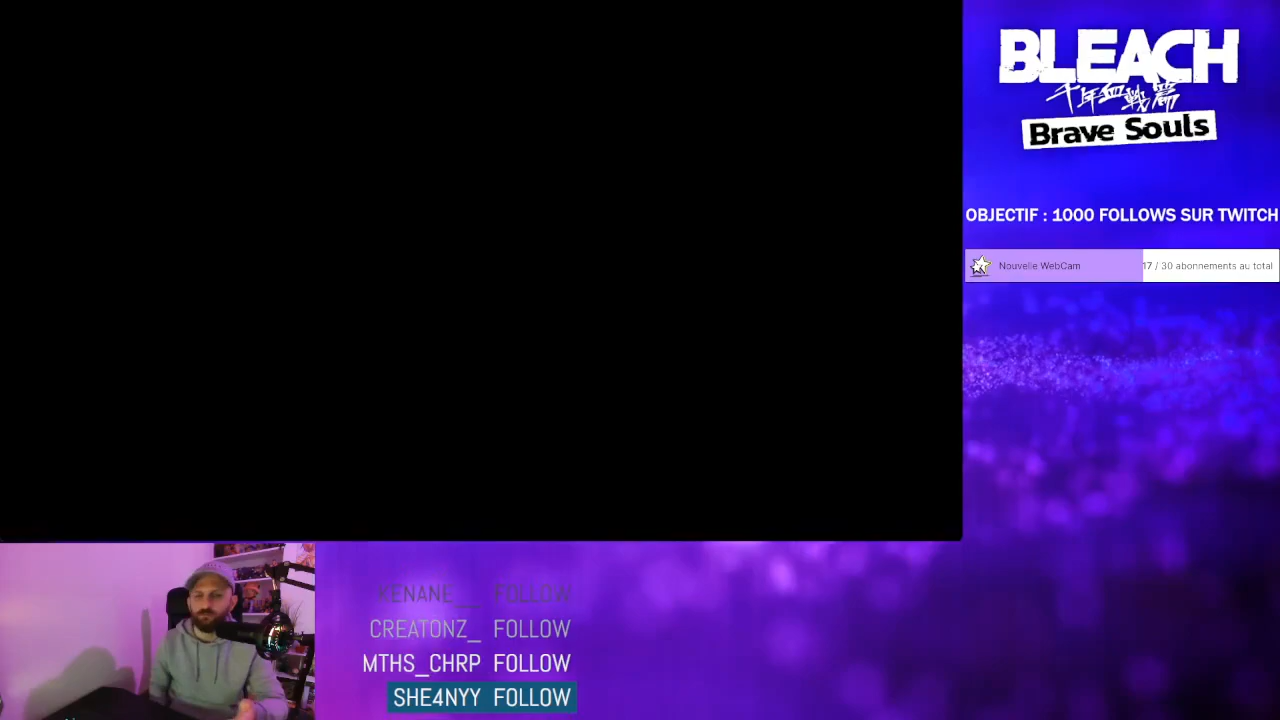 BLEACH
千年血戦篇
Brave Souls
OBJECTIF : 1000 FOLLOWS SUR TWITCH
Nouvelle WebCam 17 / 30 abonnements au total
KENANE__ FOLLOW
CREATONZ_ FOLLOW
MTHS_CHRP FOLLOW
SHE4NYY FOLLOW